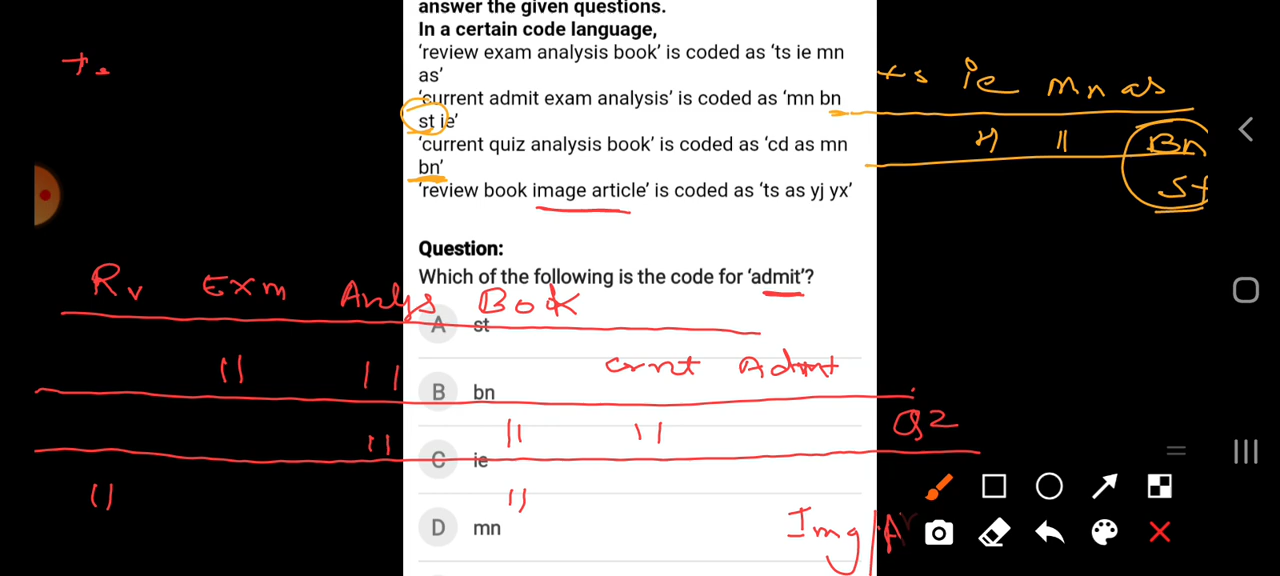 answer the given questions.
In a certain code language,
‘review exam analysis book’ is coded as ‘ts ie mn
as’
‘current admit exam analysis’ is coded as ‘mn bn
st ie’
‘current quiz analysis book’ is coded as ‘cd as mn
bn’
‘review book image article’ is coded as ‘ts as yj yx’
ts ie mn as
Bn
st
Question:
Which of the following is the code for ‘admit’?
Rv Exm Anlys Bok
A st
crnt Admt
B bn
Qz
C ie
D mn
Img/A